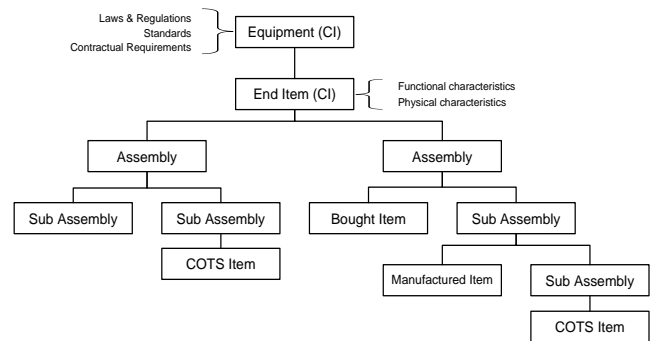 Laws & Regulations
Standards
Contractual Requirements
Equipment (CI)
End Item (CI)
Functional characteristics
Physical characteristics
Assembly
Assembly
Sub Assembly
Sub Assembly
Bought Item
Sub Assembly
COTS Item
Manufactured Item
Sub Assembly
COTS Item